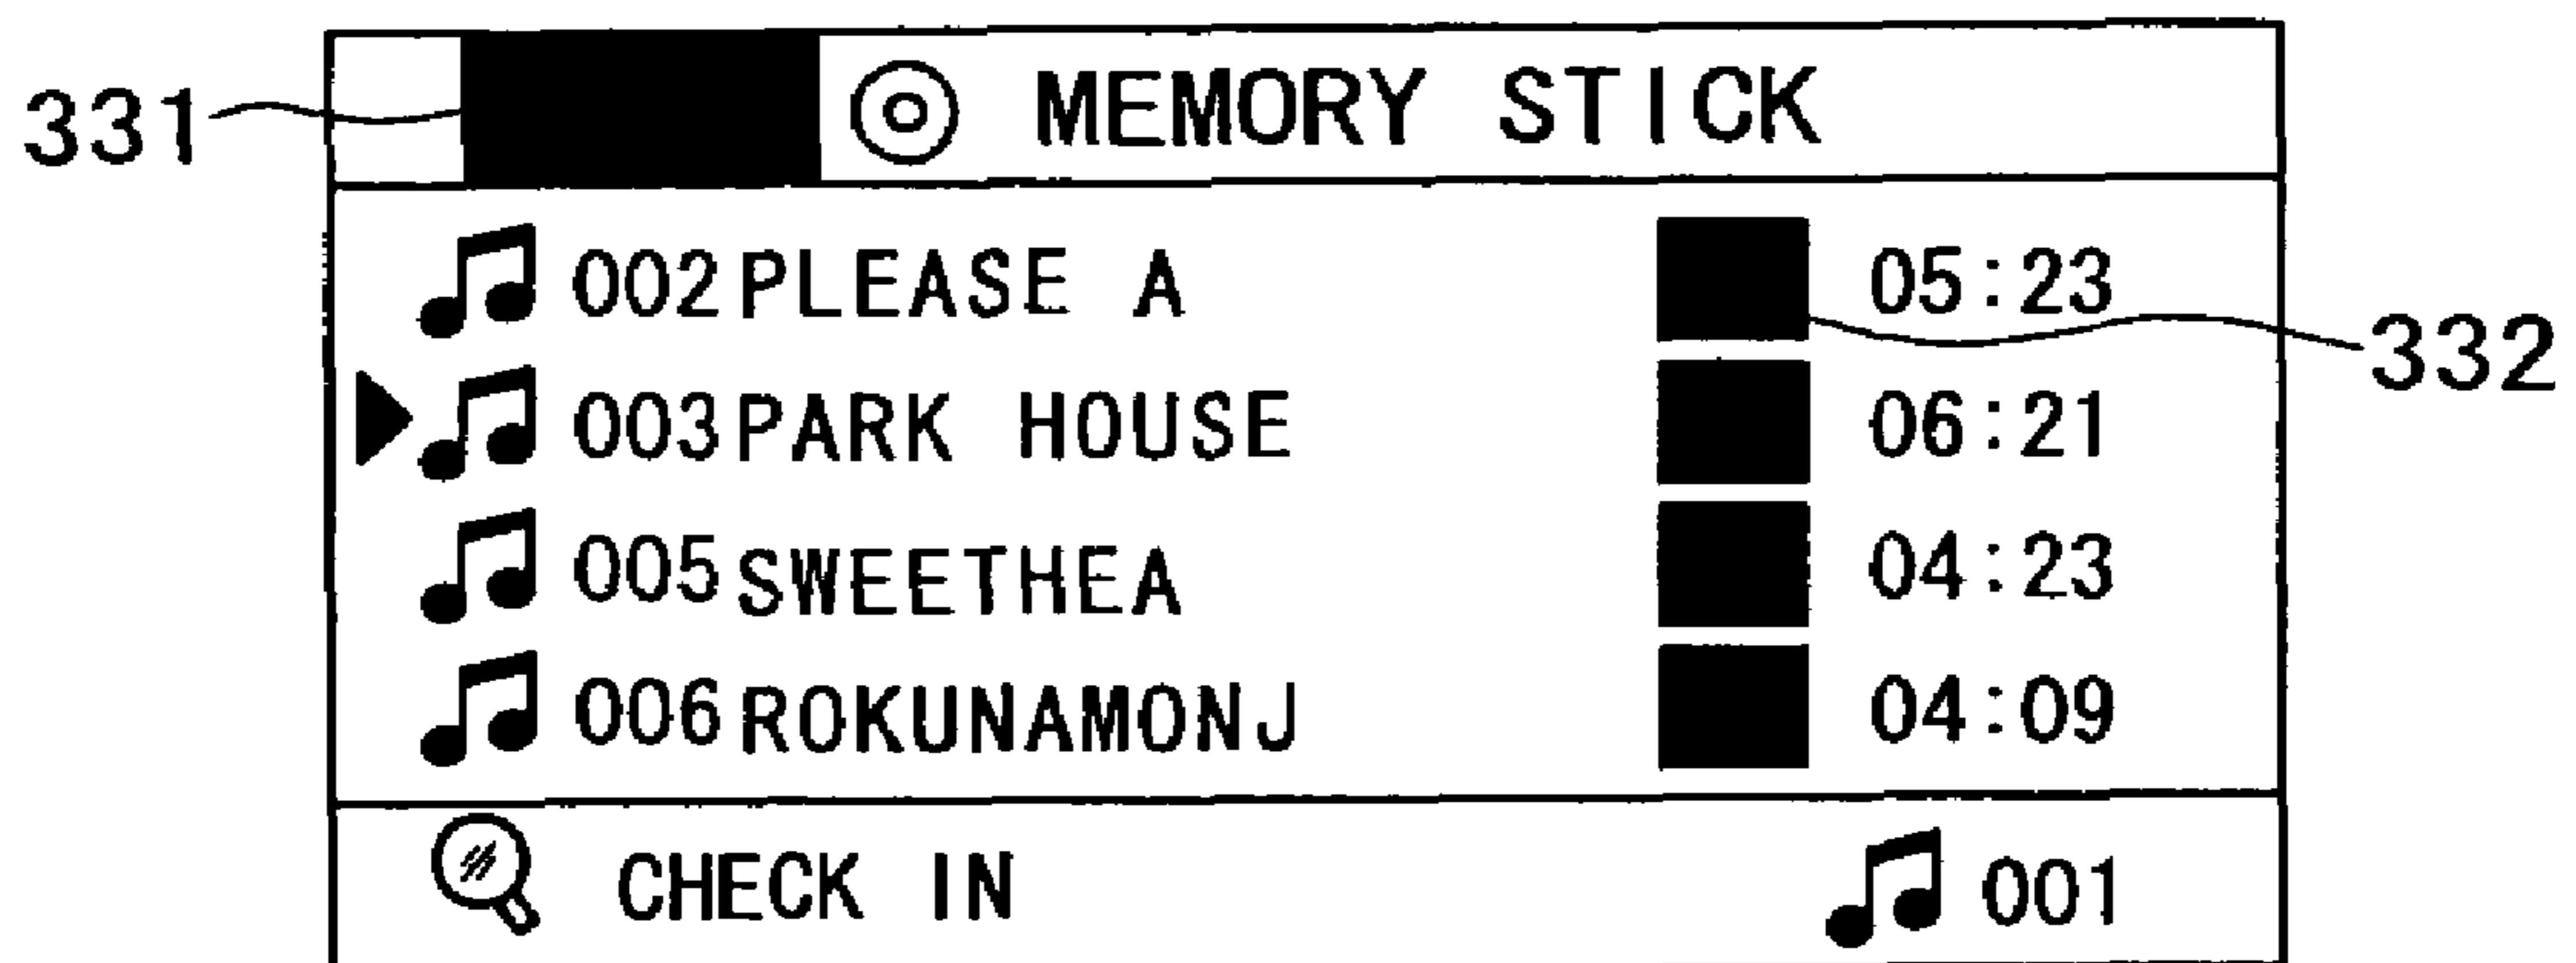 331 MEMORY STICK
002 PLEASE A 05:23
332
003 PARK HOUSE 06:21
005 SWEETHEA 04:23
006 ROKUNAMONJ 04:09
CHECK IN 001